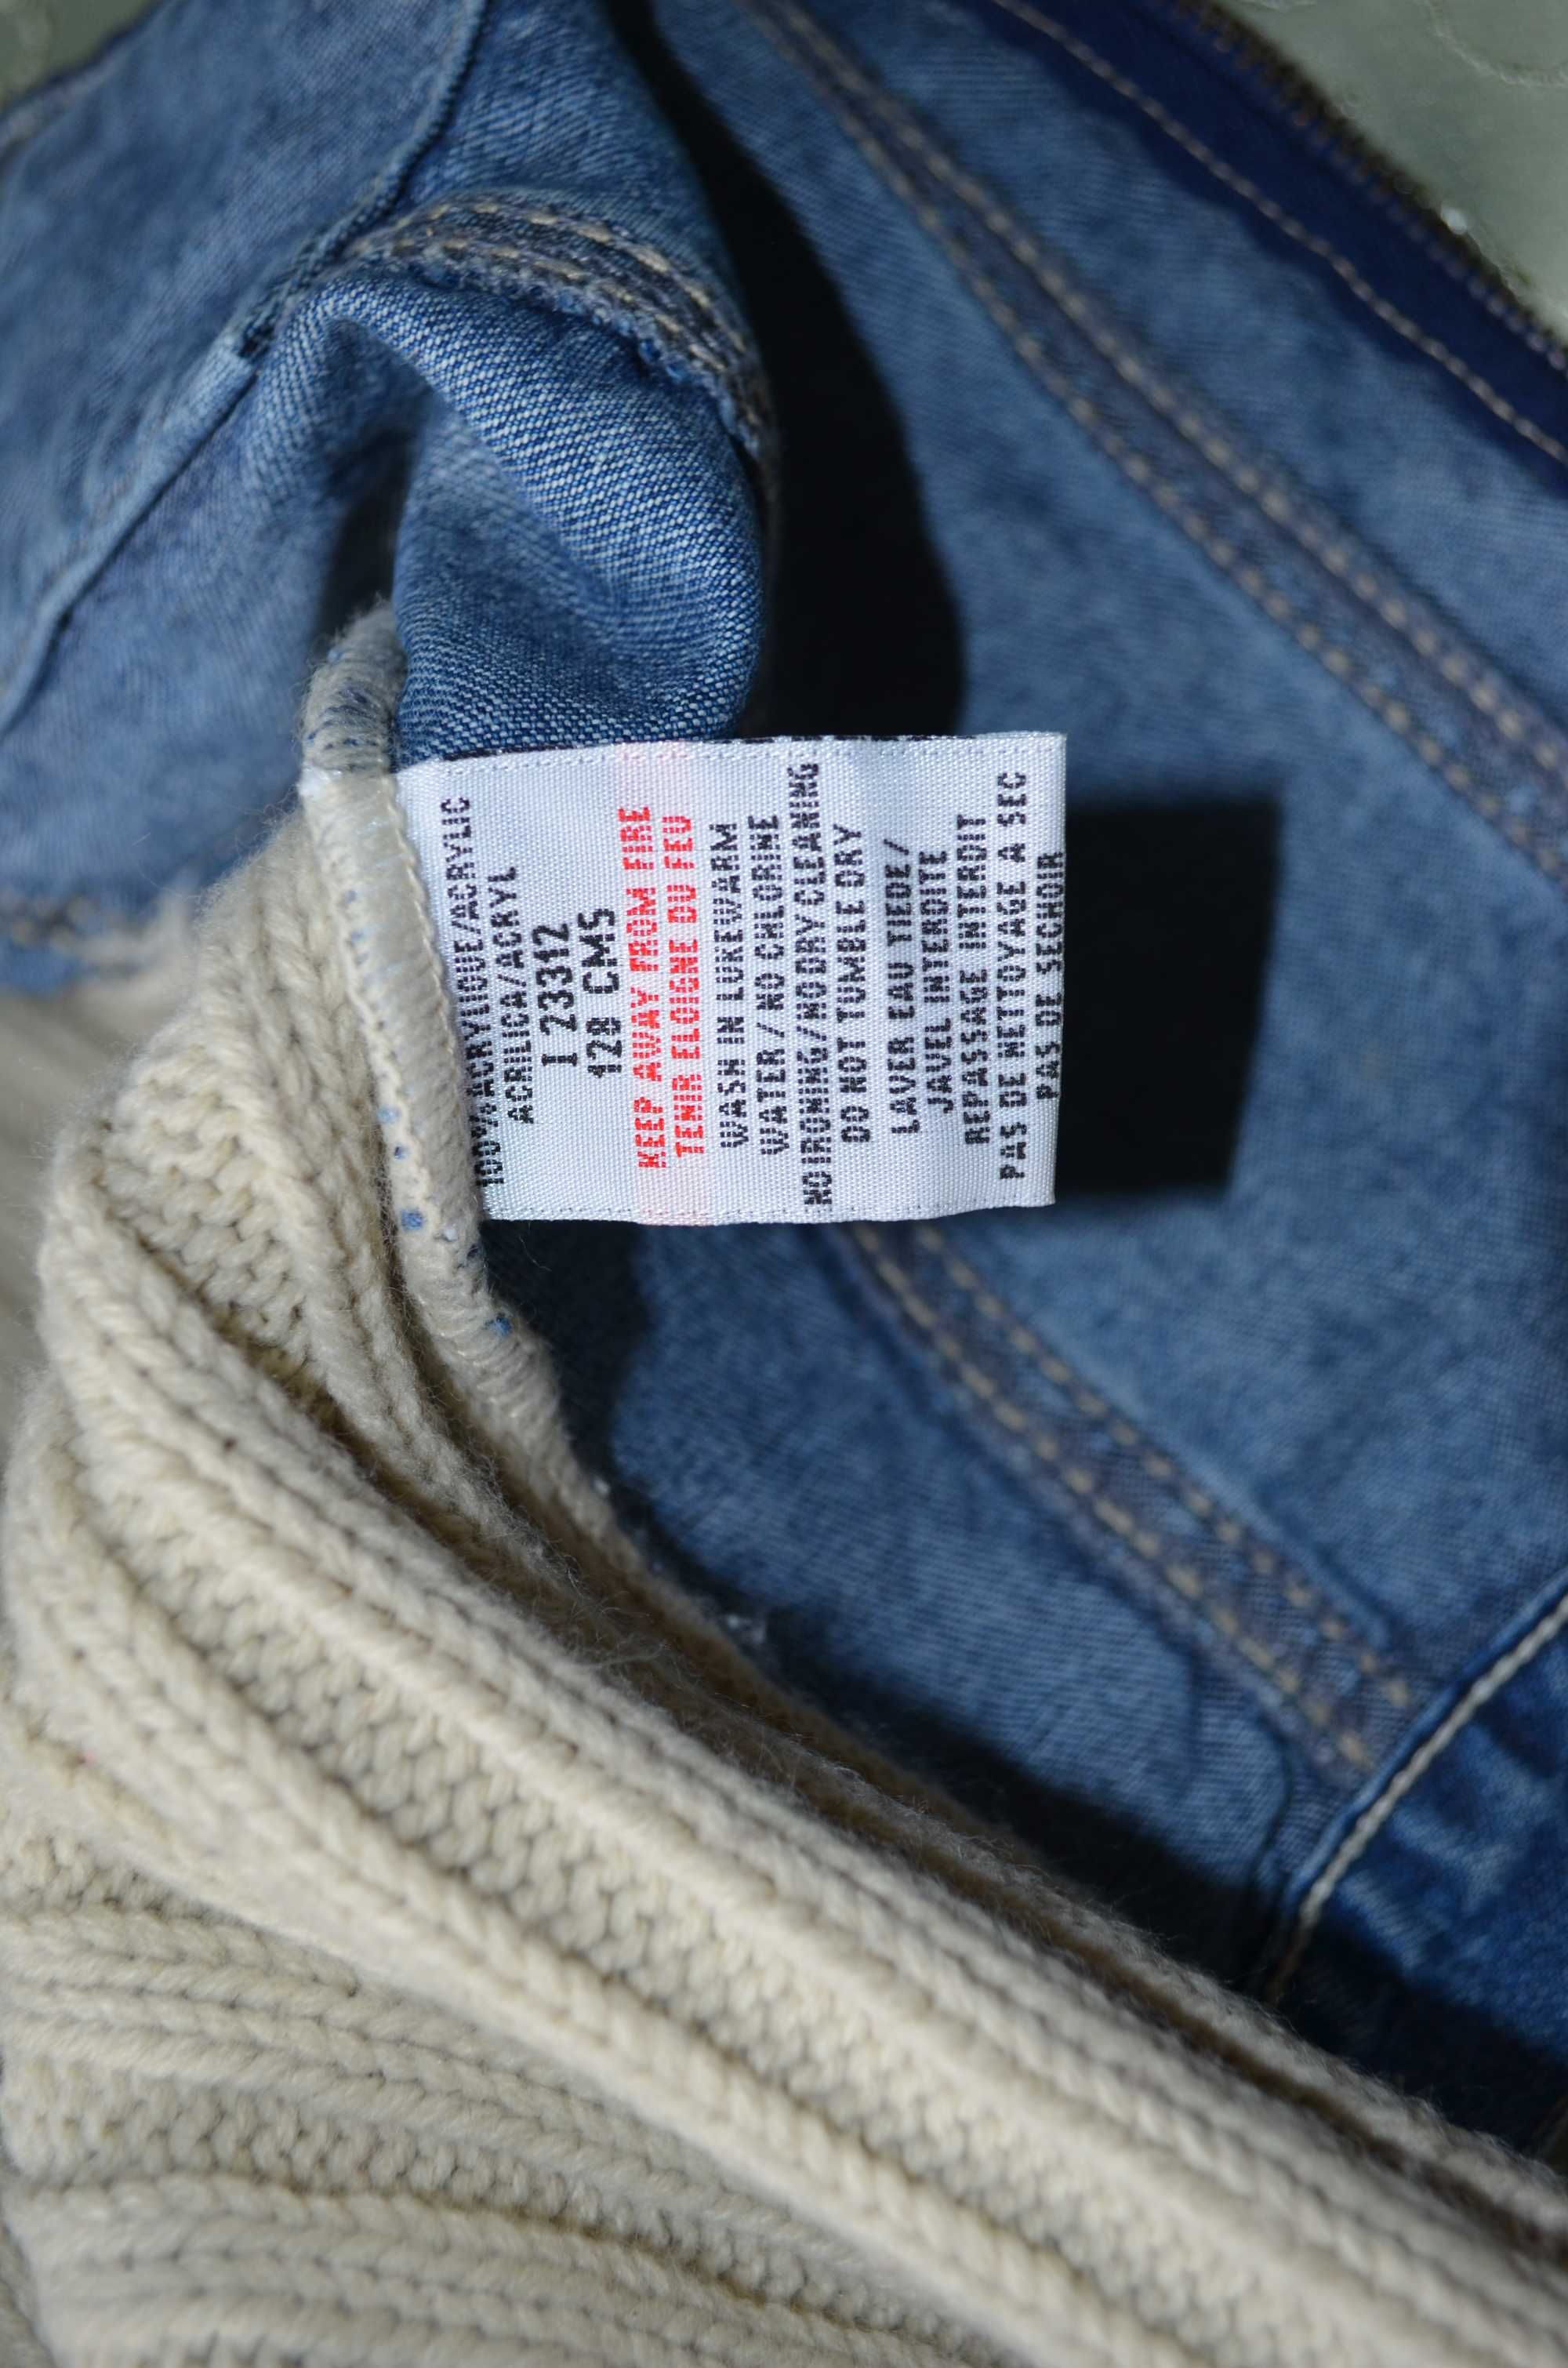 100%ACRYLIQUE/ACRYLIC
ACRILICA/ACRYL
I 23312
128 CMS
KEEP AWAY FROM FIRE
TENIR ELOIGNE DU FEU
WASH IN LUKEWARM
WATER/ NO CHLORINE
NO IRONING/NO DRY CLEANING
DO NOT TUMBLE DRY
LAVER EAU TIEDE/
JAVEL INTERDITE
REPASSAGE INTERDIT
PAS DE NETTOYAGE A SEC
PAS DE SECHOIR